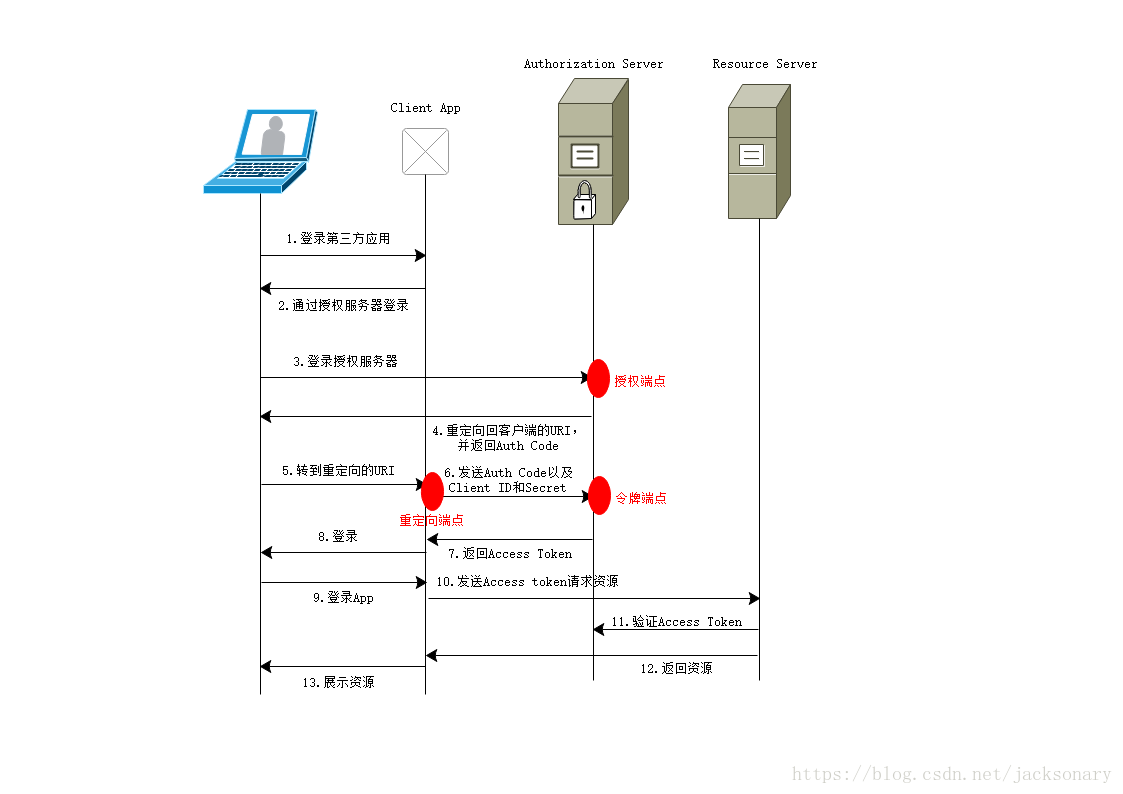 Authorization Server
Resource Server
Client App
1.登录第三方应用
2.通过授权服务器登录
3.登录授权服务器
授权端点
4.重定向回客户端的URI，
并返回Auth Code
5.转到重定向的URI
6.发送Auth Code以及
Client ID和Secret
令牌端点
重定向端点
8.登录
7.返回Access Token
9.登录App
10.发送Access token请求资源
11.验证Access Token
12.返回资源
13.展示资源
https://blog.csdn.net/jacksonary